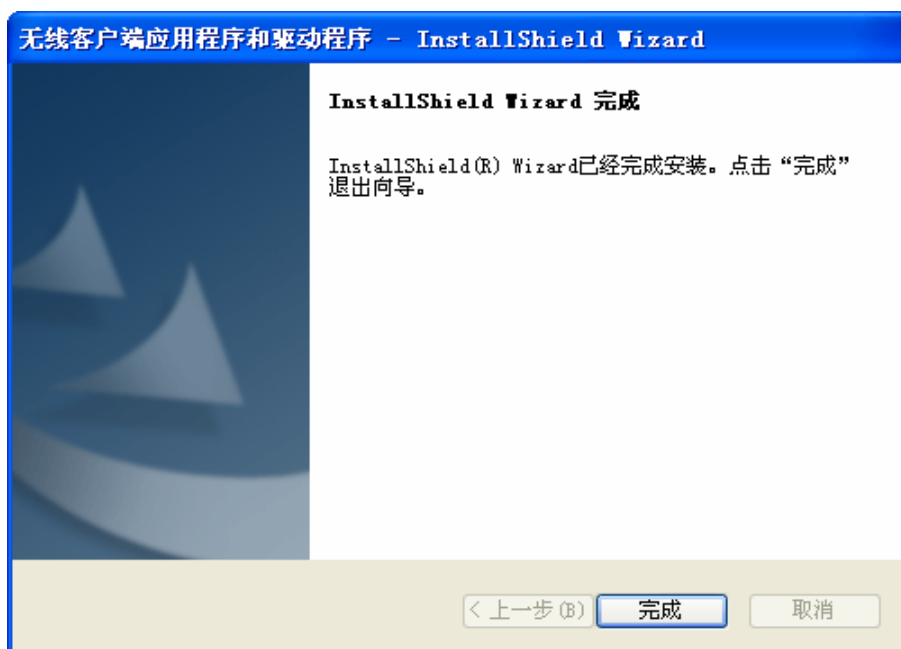 无线客户端应用程序和驱动程序 - InstallShield Wizard
InstallShield Wizard 完成
InstallShield(R) Wizard已经完成安装。点击“完成”
退出向导。
< 上一步(B)
完成
取消